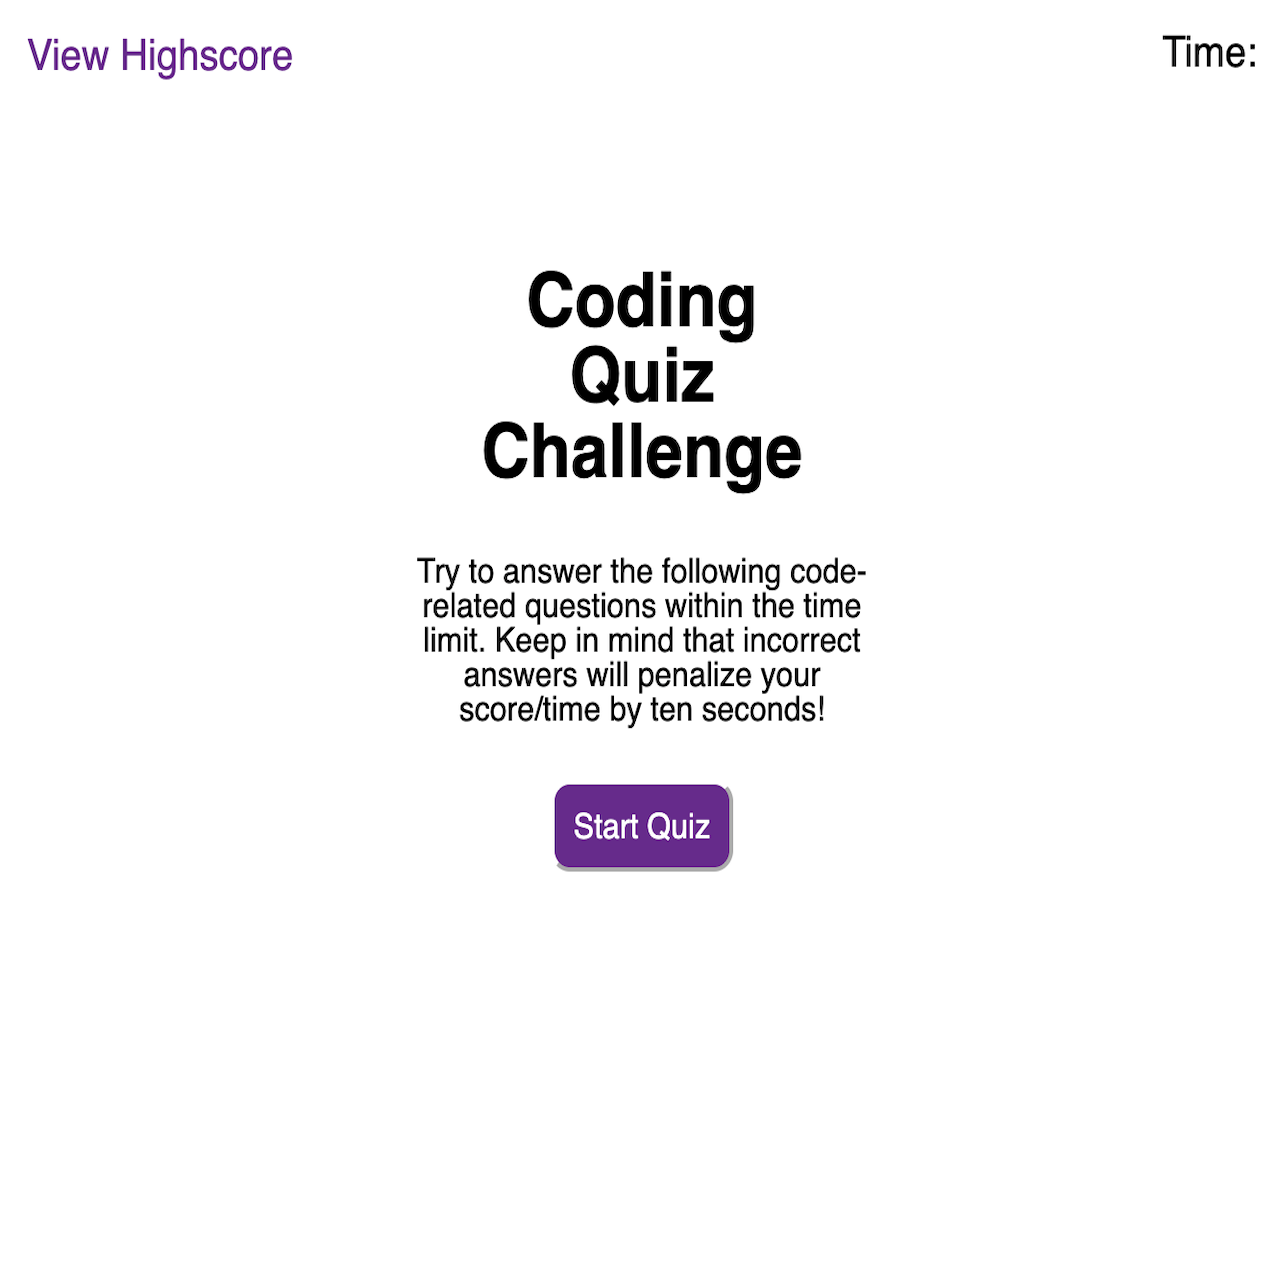 View Highscore
Time:
Coding
Quiz
Challenge
Try to answer the following code-
related questions within the time
limit. Keep in mind that incorrect
answers will penalize your
score/time by ten seconds!
Start Quiz